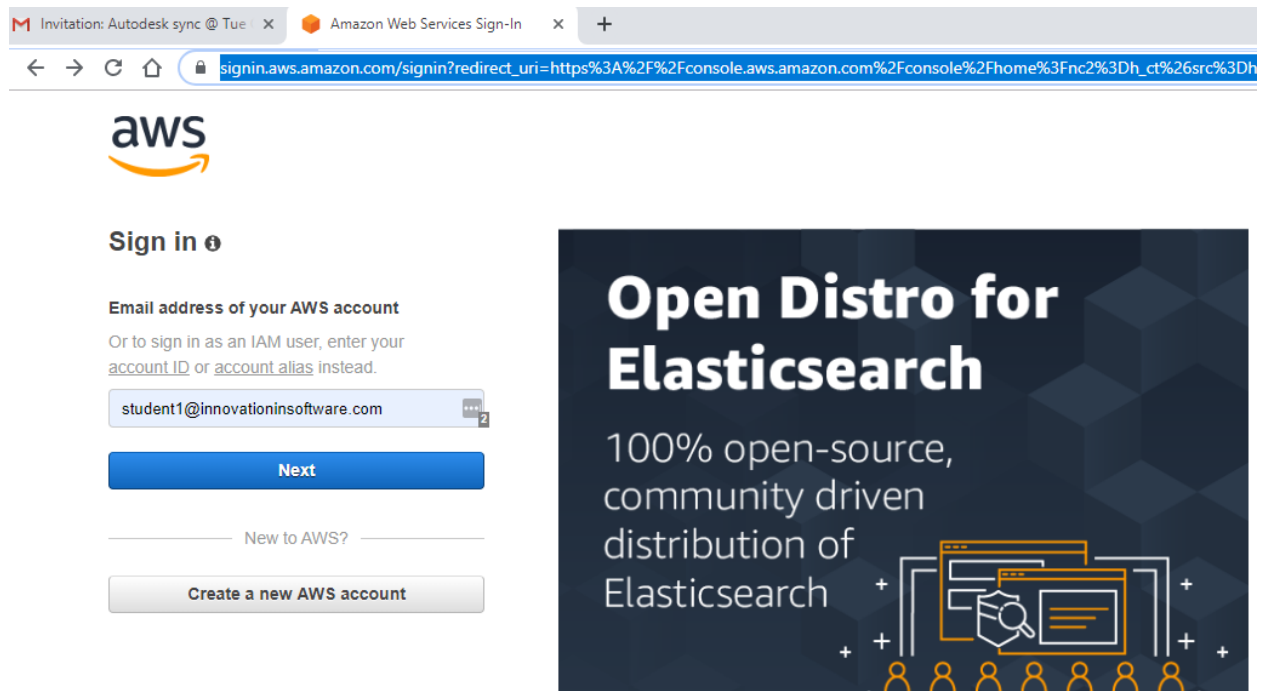 Invitation: Autodesk sync @ Tue
Amazon Web Services Sign-In
signin.aws.amazon.com/signin?redirect_uri=https%3A%2F%2Fconsole.aws.amazon.com%2Fconsole%2Fhome%3Fnc2%3Dh_ct%26src%3Dh
aws
Sign in
Email address of your AWS account
Or to sign in as an IAM user, enter your
account ID or account alias instead.
student1@innovationinsoftware.com
2
Next
New to AWS?
Create a new AWS account
Open Distro for
Elasticsearch
100% open-source,
community driven
distribution of
Elasticsearch